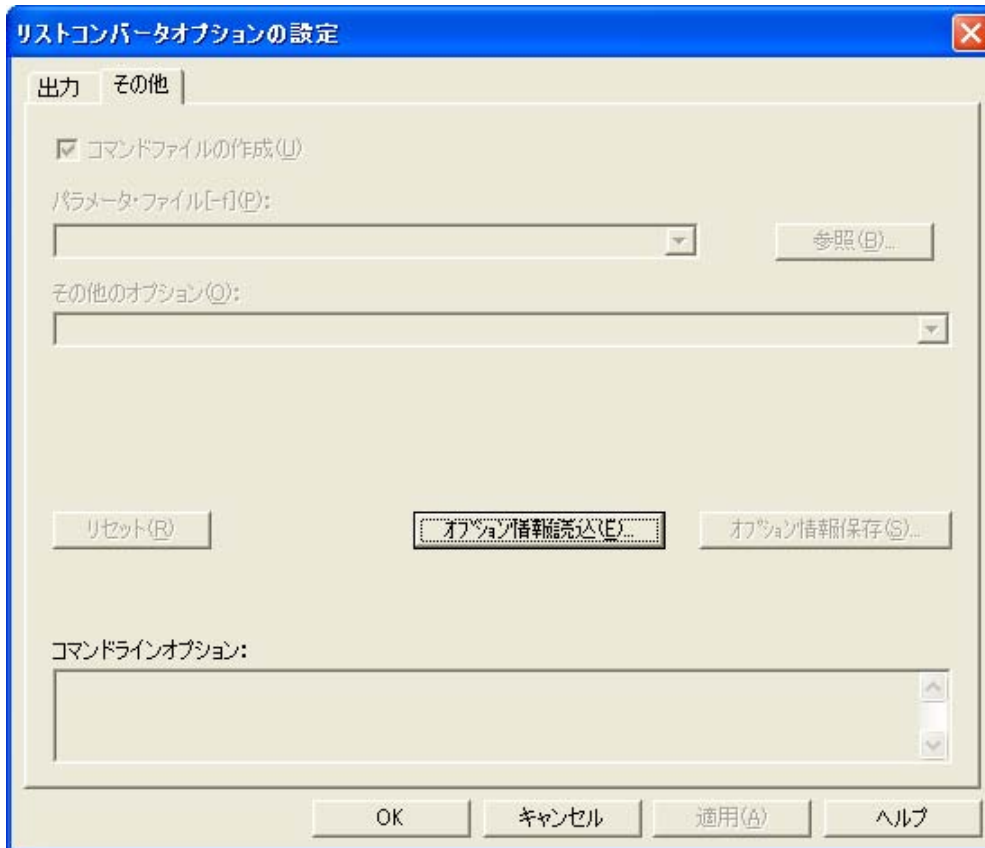 リストコンバータオプションの設定
出力 その他
コマンドファイルの作成(U)
パラメータ・ファイル[-f](P):
参照(B)...
その他のオプション(O):
リセット(R) オプション情報読込(E)... オプション情報保存(S)...
コマンドラインオプション:
OK キャンセル 適用(A) ヘルプ